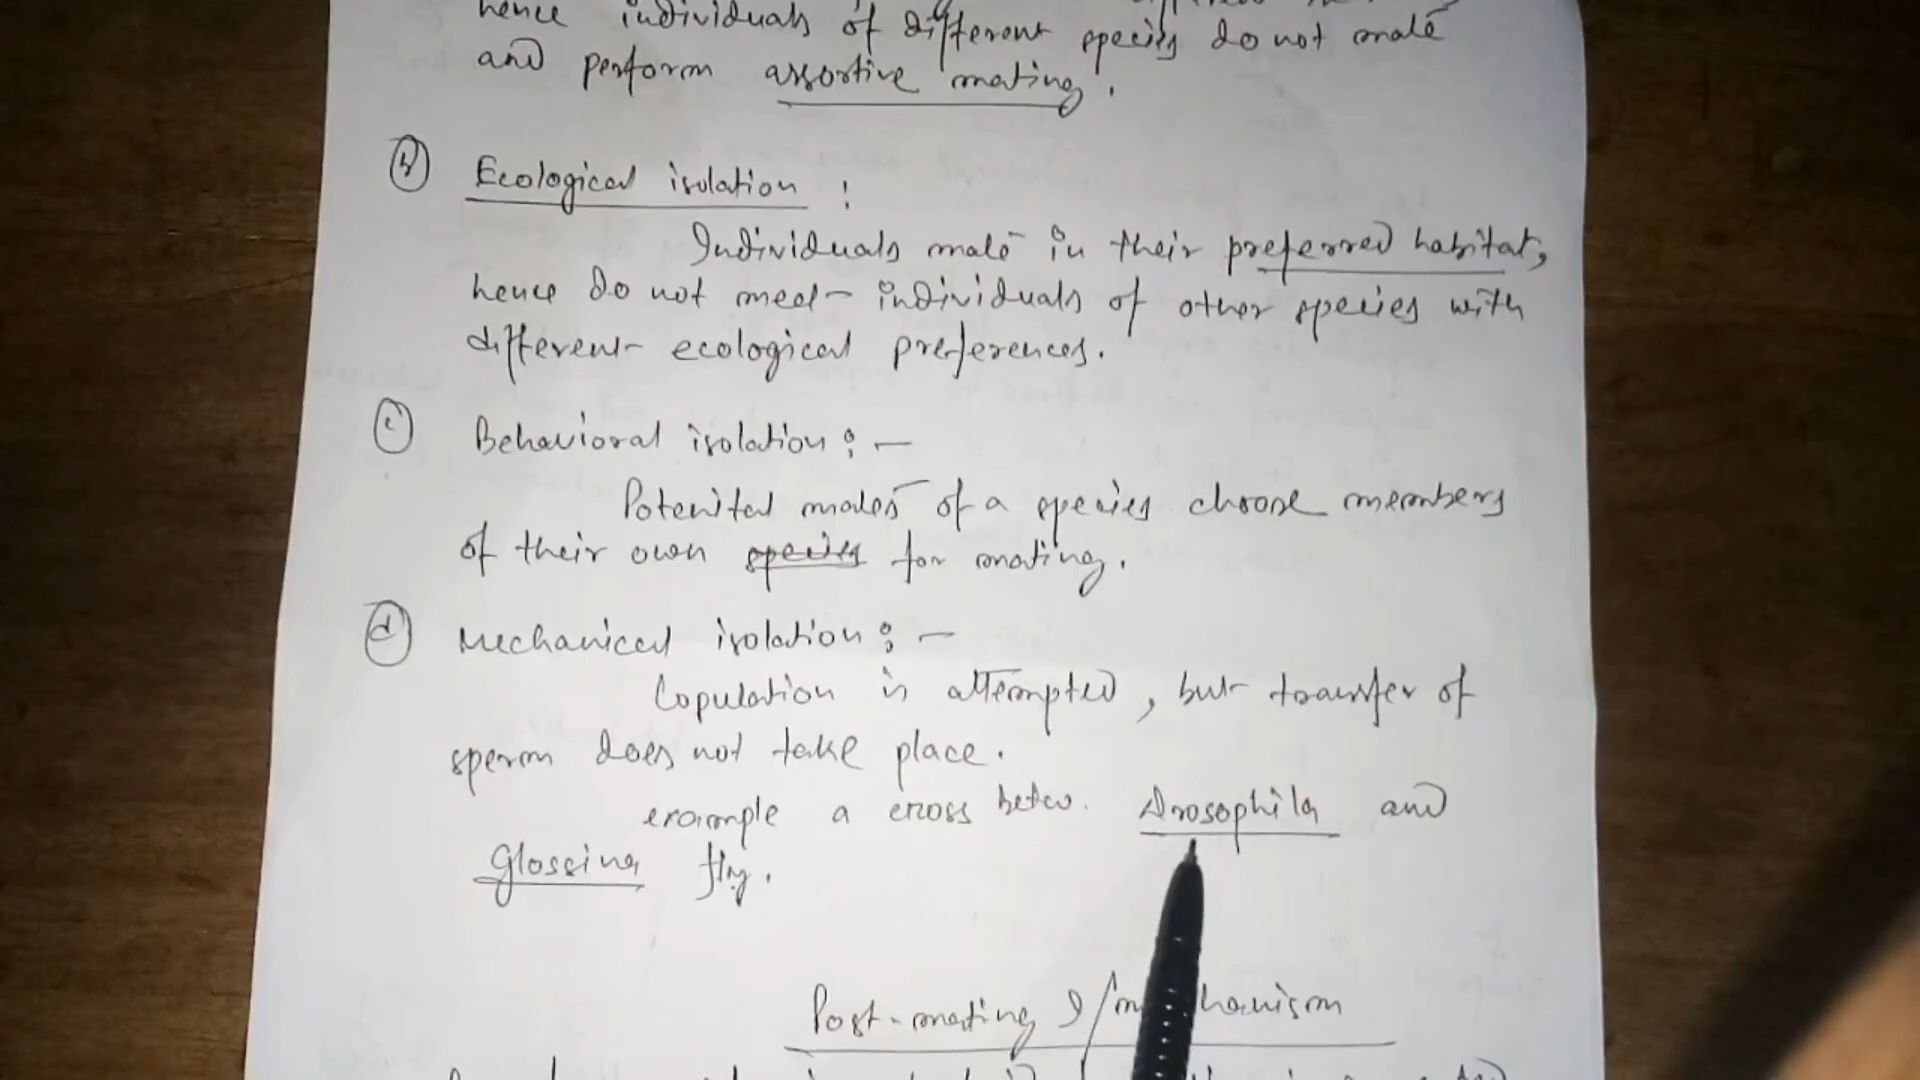 hence individuals of different species do not mate
and perform assortive mating.
b) Ecological isolation :
Individuals mate in their preferred habitat,
hence do not meet individuals of other species with
different ecological preferences.
c) Behavioral isolation : -
Potenital mates of a species choose members
of their own species for mating.
d) Mechanical isolation : -
Copulation is attempted, but transfer of
sperm does not take place.
example a cross betw. Drosophila and
Glossina fly.
Post-mating I/mechanism